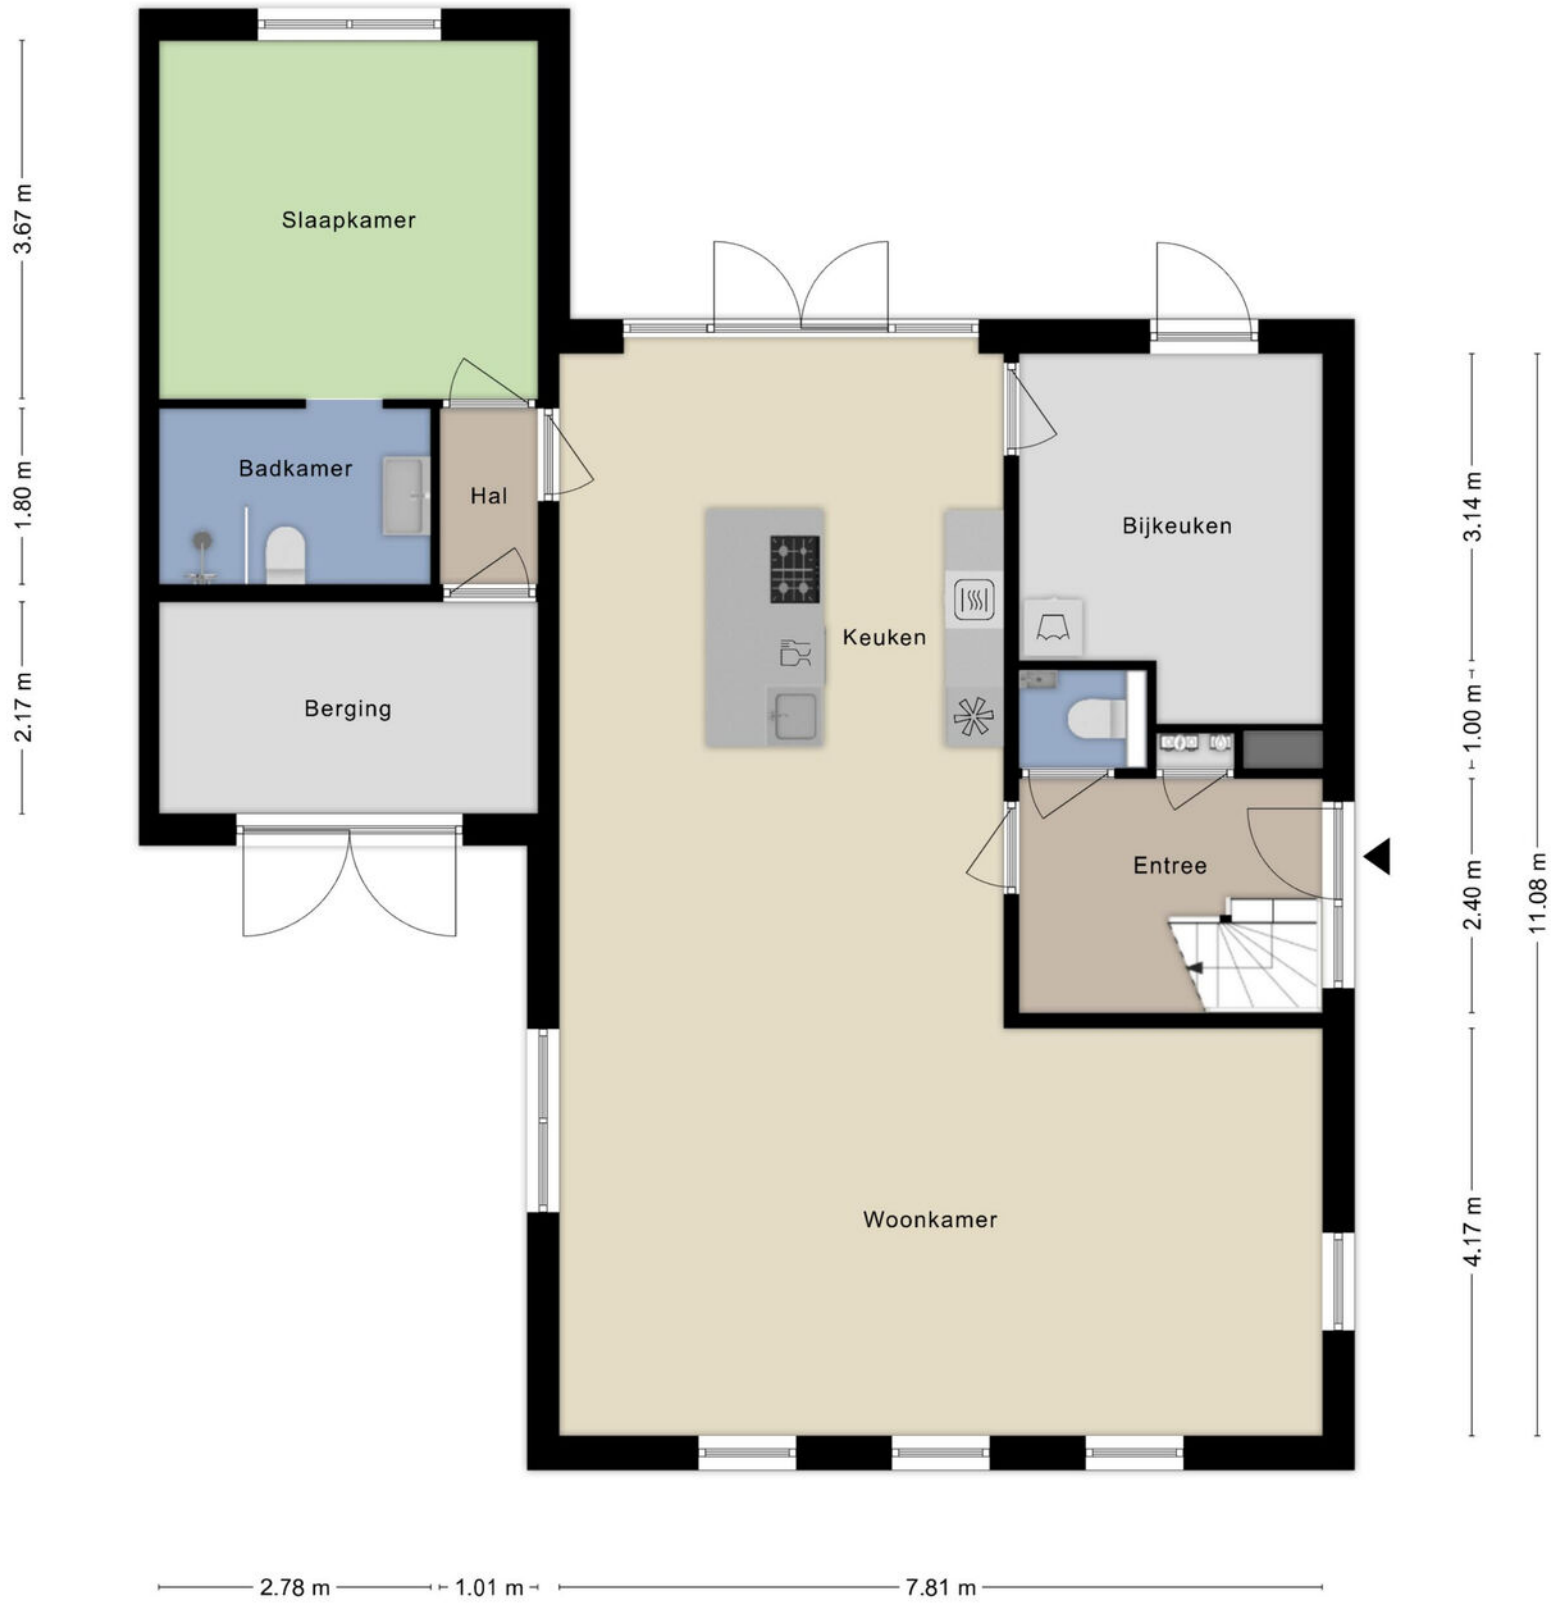 Slaapkamer
3.67 m
Badkamer
Hal
1.80 m
Bijkeuken
3.14 m
Keuken
Berging
2.17 m
1.00 m
Entree
2.40 m
11.08 m
Woonkamer
4.17 m
2.78 m
1.01 m
7.81 m